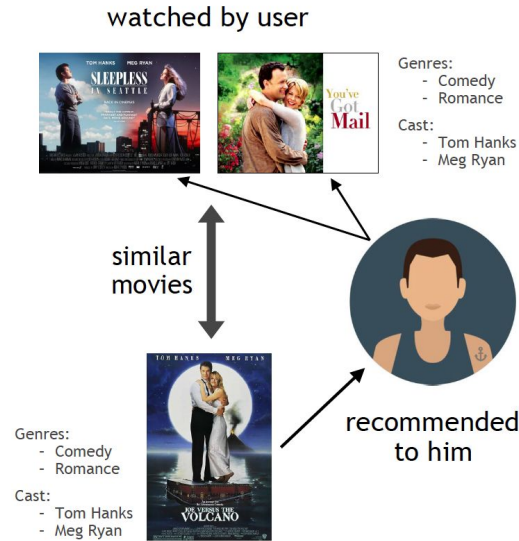 watched by user
TOM HANKS MEG RYAN
SLEEPLESS
IN SEATTLE
You've
Got
Mail
Genres:
- Comedy
- Romance
Cast:
- Tom Hanks
- Meg Ryan
similar
movies
TOM HANKS MEG RYAN
JOE VERSUS THE
VOLCANO
Genres:
- Comedy
- Romance
Cast:
- Tom Hanks
- Meg Ryan
recommended
to him